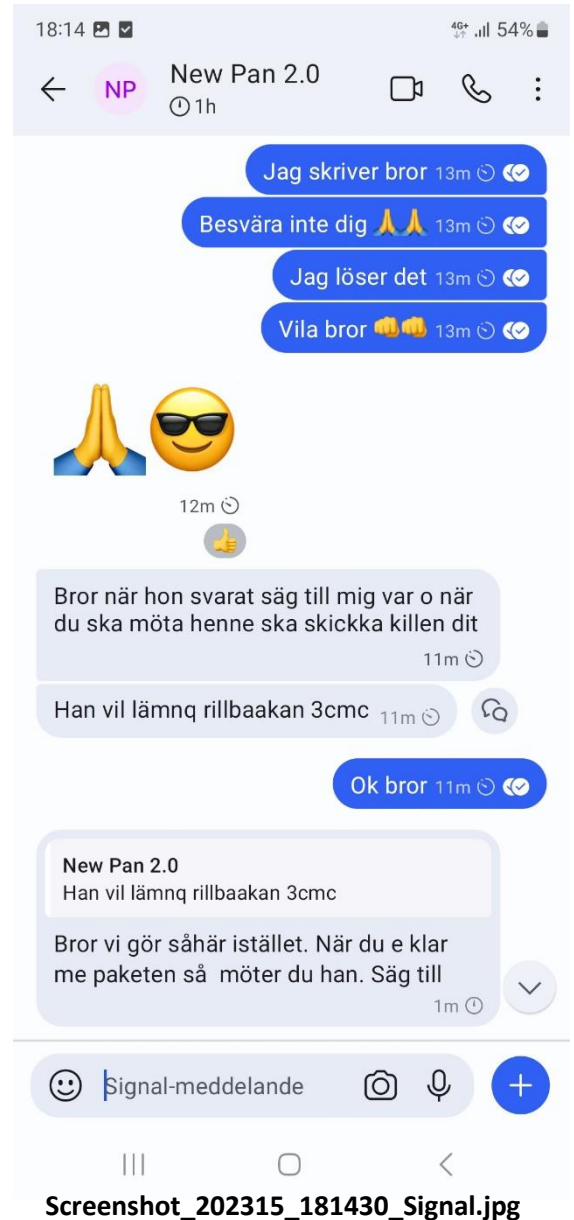 18:14 4G+ 54%
NP New Pan 2.0
1h
Jag skriver bror 13m
Besvära inte dig 🙏🙏 13m
Jag löser det 13m
Vila bror 👊👊 13m
🙏😎
12m
👍
Bror när hon svarat säg till mig var o när
du ska möta henne ska skickka killen dit
11m
Han vil lämnq rillbaakan 3cmc 11m
Ok bror 11m
New Pan 2.0
Han vil lämnq rillbaakan 3cmc
Bror vi gör såhär istället. När du e klar
me paketen så möter du han. Säg till
1m
Signal-meddelande
Screenshot_202315_181430_Signal.jpg